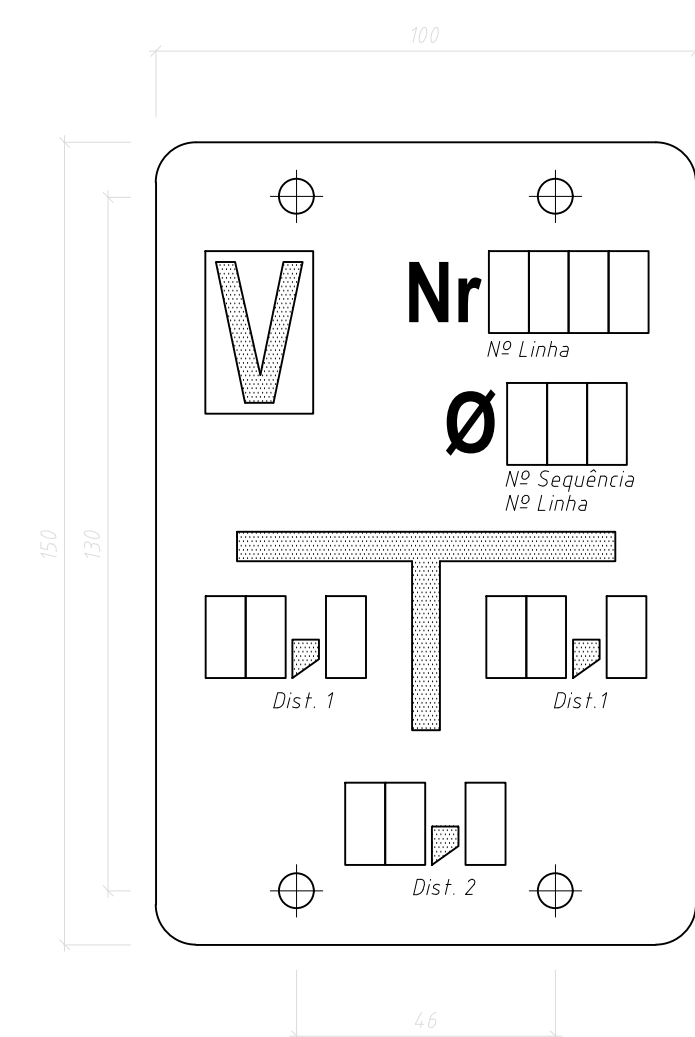 100
V
Nr
Nº Linha
Ø
Nº Sequência
Nº Linha
150
130
,
,
Dist. 1
Dist.1
,
Dist. 2
46